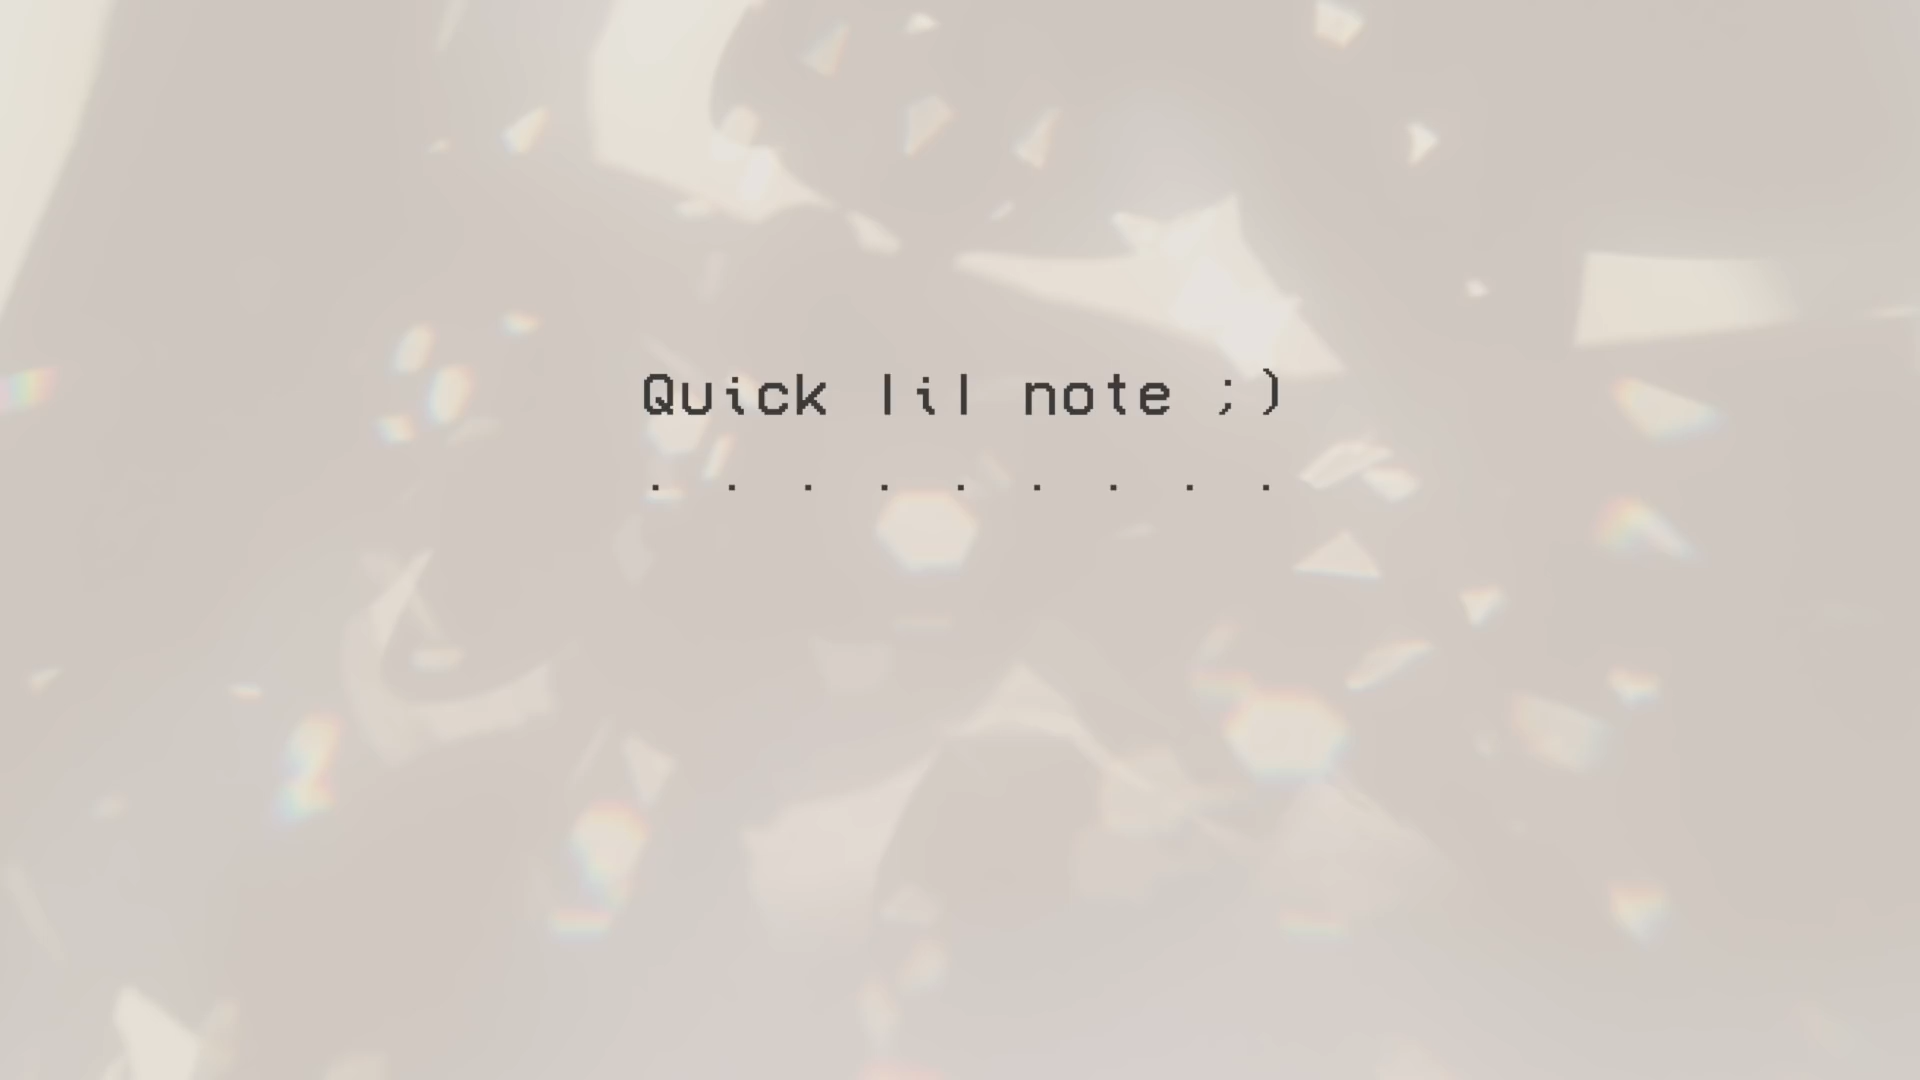 Quick lil note ;)
. . . . . . . . .